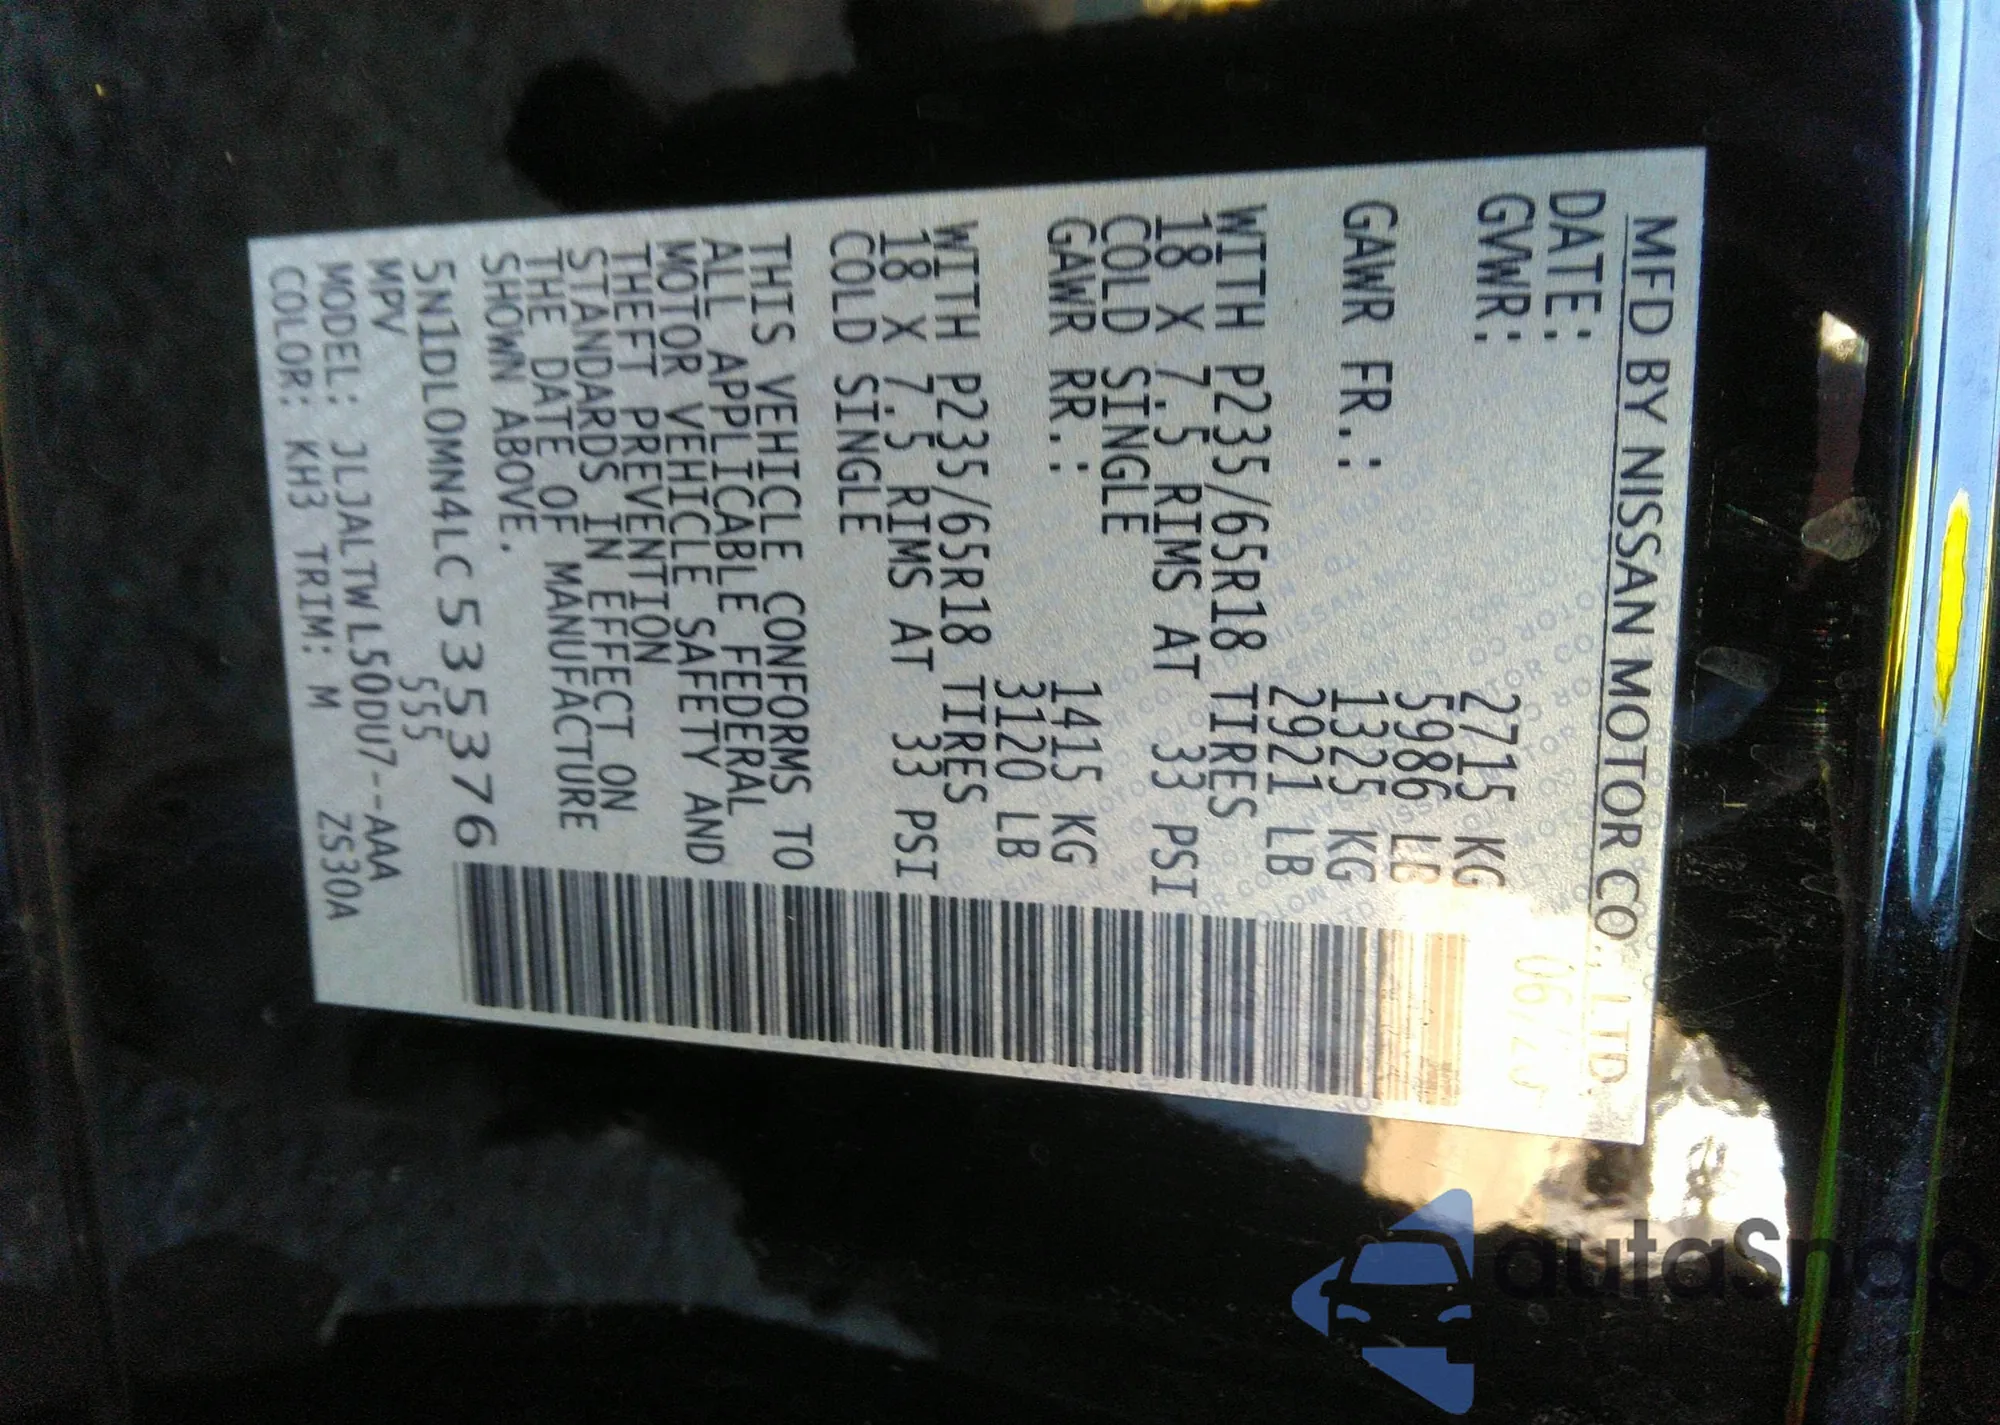 MFD BY NISSAN MOTOR CO., LTD.
DATE: 06/23
GVWR: 2715 KG
5986 LB
GAWR FR.: 1325 KG
2921 LB
WITH P235/65R18 TIRES
18 X 7.5 RIMS AT 33 PSI
COLD SINGLE
GAWR RR.: 1415 KG
3120 LB
WITH P235/65R18 TIRES
18 X 7.5 RIMS AT 33 PSI
COLD SINGLE
THIS VEHICLE CONFORMS TO
ALL APPLICABLE FEDERAL
MOTOR VEHICLE SAFETY AND
THEFT PREVENTION
STANDARDS IN EFFECT ON
THE DATE OF MANUFACTURE
SHOWN ABOVE.
5N1DL0MN4LC535376
MPV 555
MODEL: JLJALTWL50DU7--AAA
COLOR: KH3 TRIM: M ZS30A
autaSnap